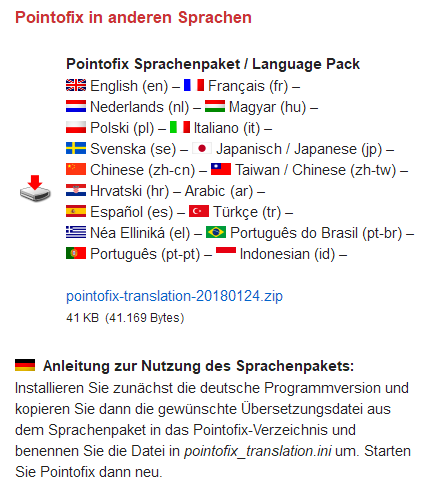 Pointofix in anderen Sprachen
Pointofix Sprachenpaket / Language Pack
English (en) – Français (fr) –
Nederlands (nl) – Magyar (hu) –
Polski (pl) – Italiano (it) –
Svenska (se) – Japanisch / Japanese (jp) –
Chinese (zh-cn) – Taiwan / Chinese (zh-tw) –
Hrvatski (hr) – Arabic (ar) –
Español (es) – Türkçe (tr) –
Néa Elliniká (el) – Português do Brasil (pt-br) –
Português (pt-pt) – Indonesian (id) –
pointofix-translation-20180124.zip
41 KB (41.169 Bytes)
Anleitung zur Nutzung des Sprachenpakets:
Installieren Sie zunächst die deutsche Programmversion und
kopieren Sie dann die gewünschte Übersetzungsdatei aus
dem Sprachenpaket in das Pointofix-Verzeichnis und
benennen Sie die Datei in pointofix_translation.ini um. Starten
Sie Pointofix dann neu.